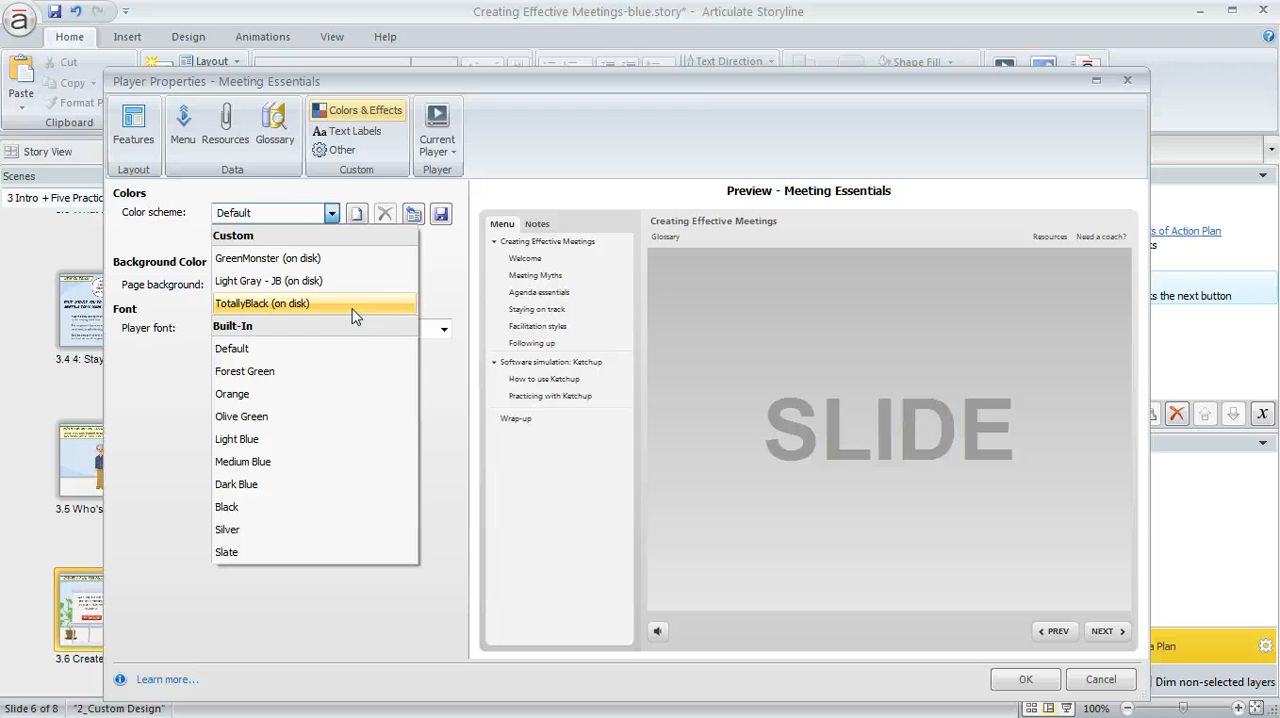 Creating Effective Meetings-blue.story* - Articulate Storyline
Home
Insert
Design
Animations
View
Help
Paste
Cut
Copy
Format P
Clipboard
Layout
Text Direction
Shape Fill
Story View
Scenes
3 Intro + Five Practic
3.4 4: Stay
3.5 Who's
3.6 Create
Player Properties - Meeting Essentials
Features
Layout
Menu
Resources
Glossary
Data
Colors & Effects
Aa Text Labels
Other
Custom
Current
Player
Player
Colors
Color scheme:
Default
Custom
GreenMonster (on disk)
Light Gray - JB (on disk)
TotallyBlack (on disk)
Built-In
Default
Forest Green
Orange
Olive Green
Light Blue
Medium Blue
Dark Blue
Black
Silver
Slate
Background Color
Page background:
Font
Player font:
Preview - Meeting Essentials
Menu
Notes
Creating Effective Meetings
Welcome
Meeting Myths
Agenda essentials
Staying on track
Facilitation styles
Following up
Software simulation: Ketchup
How to use Ketchup
Practicing with Ketchup
Wrap-up
Creating Effective Meetings
Glossary
Resources
Need a coach?
SLIDE
PREV
NEXT
Learn more...
OK
Cancel
s of Action Plan
ks the next button
a Plan
Dim non-selected layers
Slide 6 of 8
"2_Custom Design"
100%